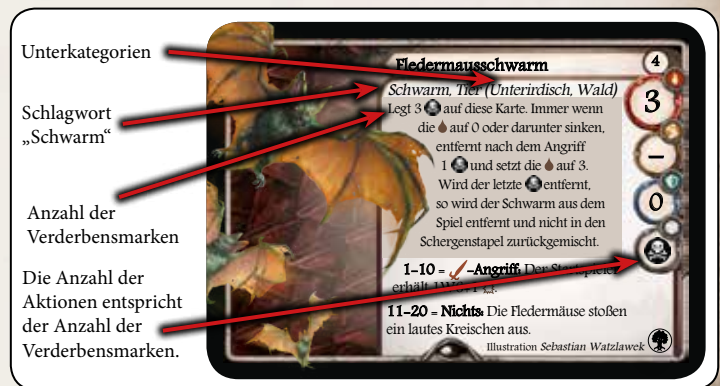 Unterkategorien
Schlagwort
„Schwarm“
Anzahl der
Verderbensmarken
Die Anzahl der
Aktionen entspricht
der Anzahl der
Verderbensmarken.
Fledermausschwarm
4
Schwarm, Tier (Unterirdisch, Wald)
3
Legt 3 auf diese Karte. Immer wenn
die auf 0 oder darunter sinken,
entfernt nach dem Angriff
–
1 und setzt die auf 3.
Wird der letzte entfernt,
0
so wird der Schwarm aus dem
Spiel entfernt und nicht in den
Schergenstapel zurückgemischt.
1–10 = -Angriff: Der Startspieler
erhält
11–20 = Nichts: Die Fledermäuse stoßen
ein lautes Kreischen aus.
Illustration Sebastian Watzlawek